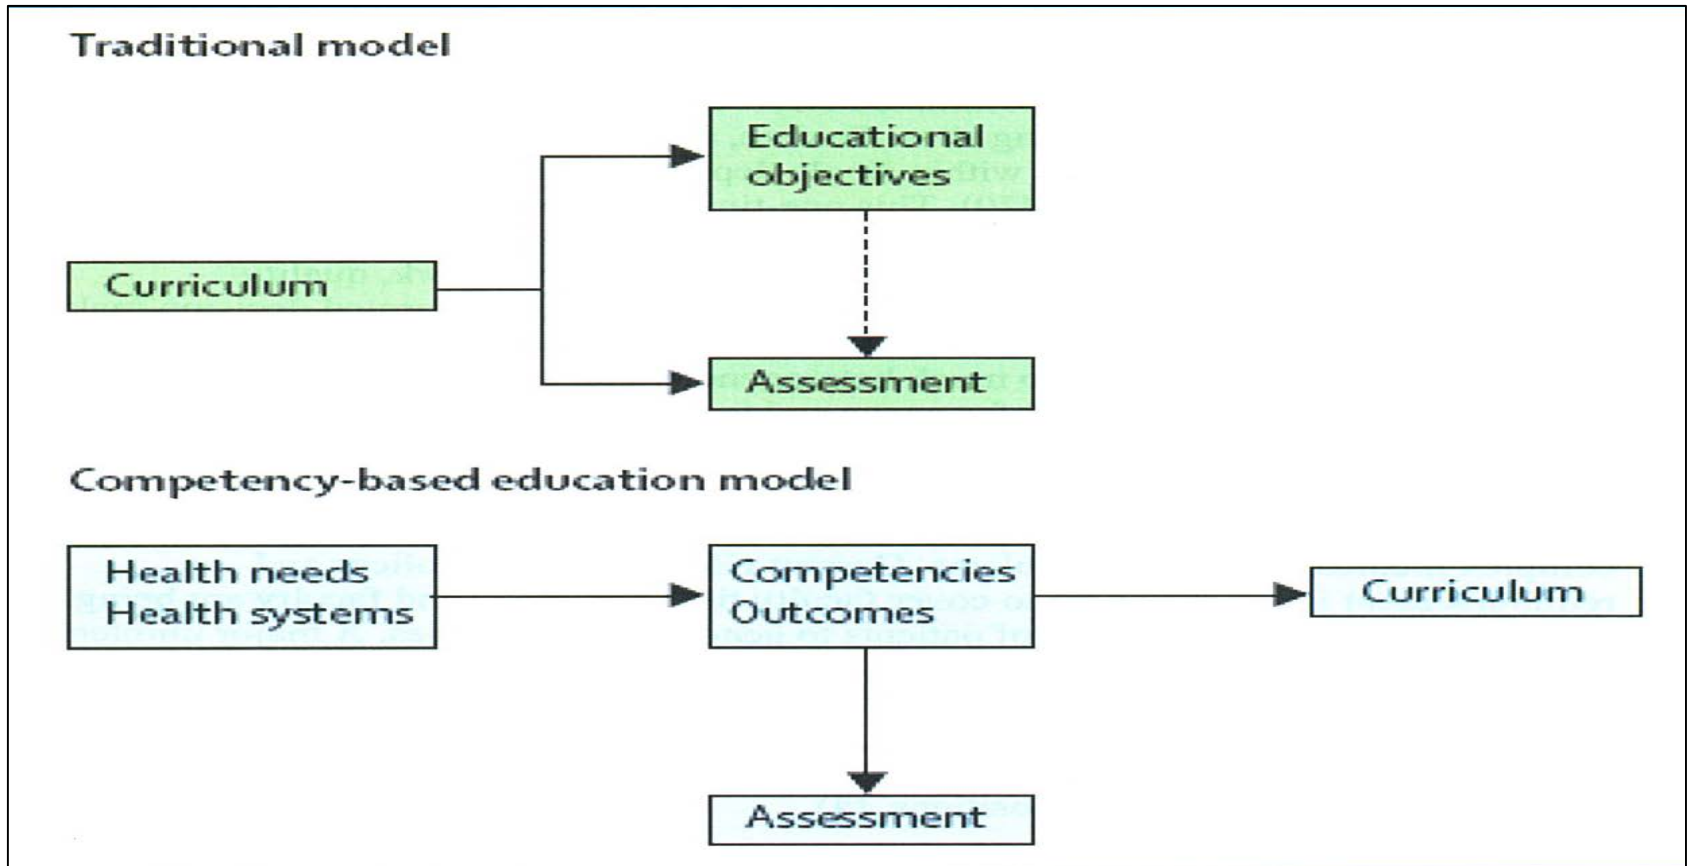 Traditional model
Educational
objectives
Curriculum
Assessment
Competency-based education model
Health needs
Health systems
Competencies
Outcomes
Curriculum
Assessment